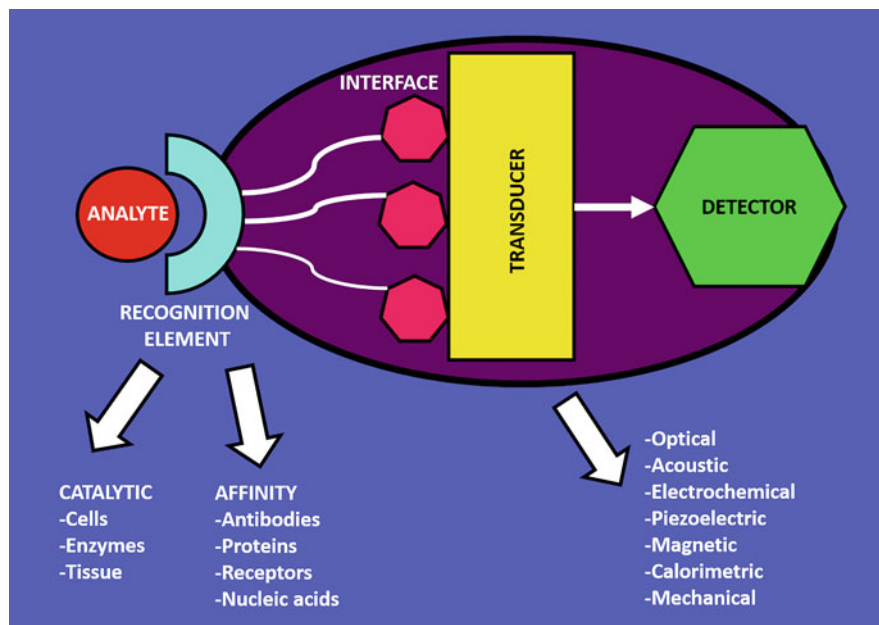 INTERFACE
ANALYTE
TRANSDUCER
DETECTOR
RECOGNITION
ELEMENT
CATALYTIC
-Cells
-Enzymes
-Tissue
AFFINITY
-Antibodies
-Proteins
-Receptors
-Nucleic acids
-Optical
-Acoustic
-Electrochemical
-Piezoelectric
-Magnetic
-Calorimetric
-Mechanical